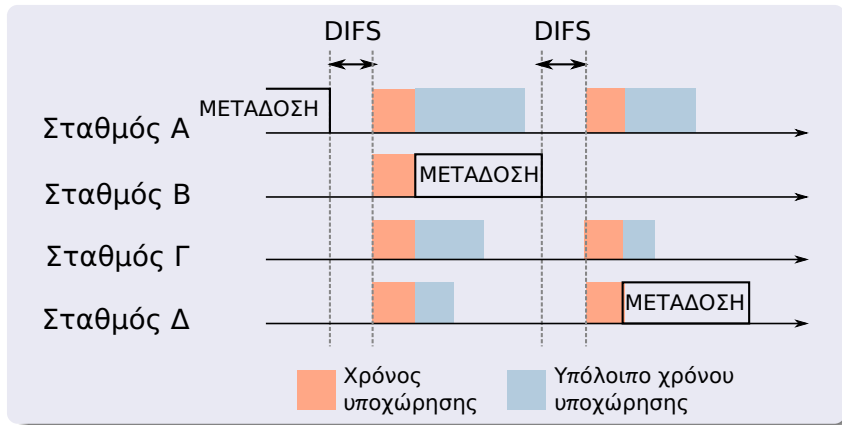 DIFS
DIFS
Σταθμός Α
ΜΕΤΑΔΟΣΗ
Σταθμός Β
ΜΕΤΑΔΟΣΗ
Σταθμός Γ
Σταθμός Δ
ΜΕΤΑΔΟΣΗ
Χρόνος
υποχώρησης
Υπόλοιπο χρόνου
υποχώρησης